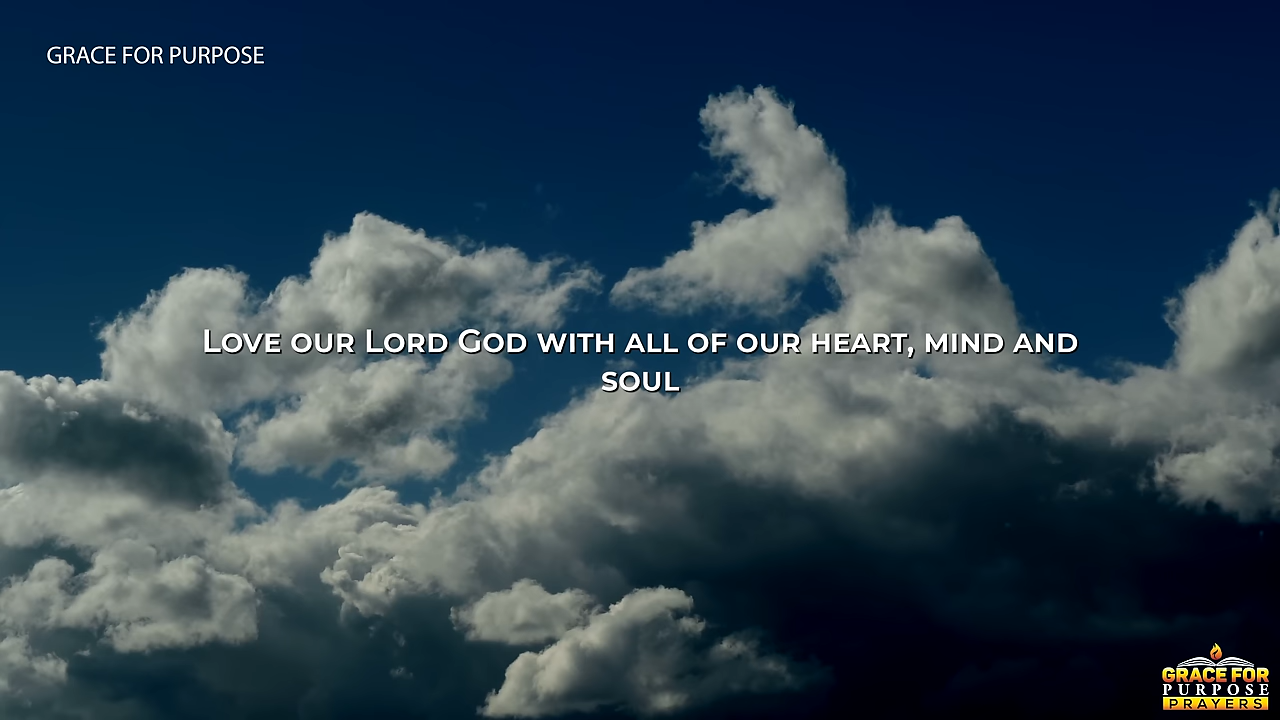 GRACE FOR PURPOSE
Love our Lord God with all of our heart, mind and
soul
GRACE FOR
PURPOSE
PRAYERS